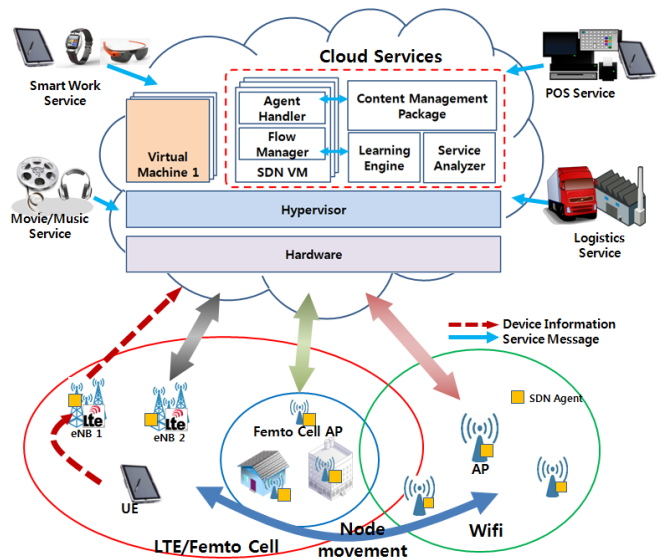 Cloud Services
Smart Work
Service
POS Service
Agent
Handler
Content Management
Package
Virtual
Machine 1
Flow
Manager
SDN VM
Learning
Engine
Service
Analyzer
Movie/Music
Service
Hypervisor
Logistics
Service
Hardware
Device Information
Service Message
Lte
eNB 1
Lte
eNB 2
SDN Agent
Femto Cell AP
AP
UE
LTE/Femto Cell
Node
movement
Wifi